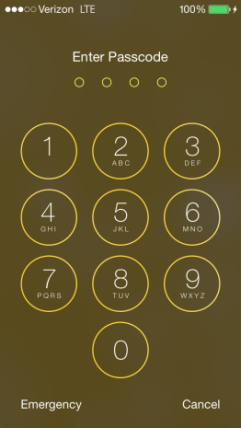 Verizon LTE 100%
Enter Passcode
1 2 3
ABC DEF
4 5 6
GHI JKL MNO
7 8 9
PQRS TUV WXYZ
0
Emergency Cancel